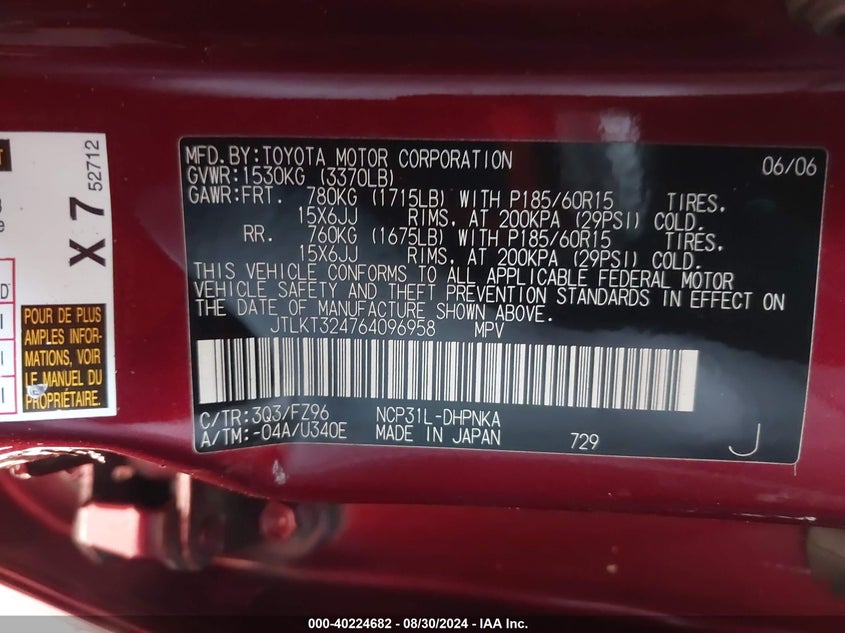 MFD.BY:TOYOTA MOTOR CORPORATION 06/06
GVWR:1530KG (3370LB)
GAWR:FRT. 780KG (1715LB) WITH P185/60R15 TIRES.
15X6JJ RIMS. AT 200KPA (29PSI) COLD.
RR. 760KG (1675LB) WITH P185/60R15 TIRES.
15X6JJ RIMS. AT 200KPA (29PSI) COLD.
THIS VEHICLE CONFORMS TO ALL APPLICABLE FEDERAL MOTOR
VEHICLE SAFETY AND THEFT PREVENTION STANDARDS IN EFFECT ON
THE DATE OF MANUFACTURE SHOWN ABOVE.
JTLKT324764096958 MPV
C/TR:3Q3/FZ96 NCP31L-DHPNKA
A/TM:-04A/U340E MADE IN JAPAN 729 J
X 7
52712
POUR DE PLUS
AMPLES INFOR-
MATIONS, VOIR
LE MANUEL DU
PROPRIÉTAIRE.
000-40224682 - 08/30/2024 - IAA Inc.